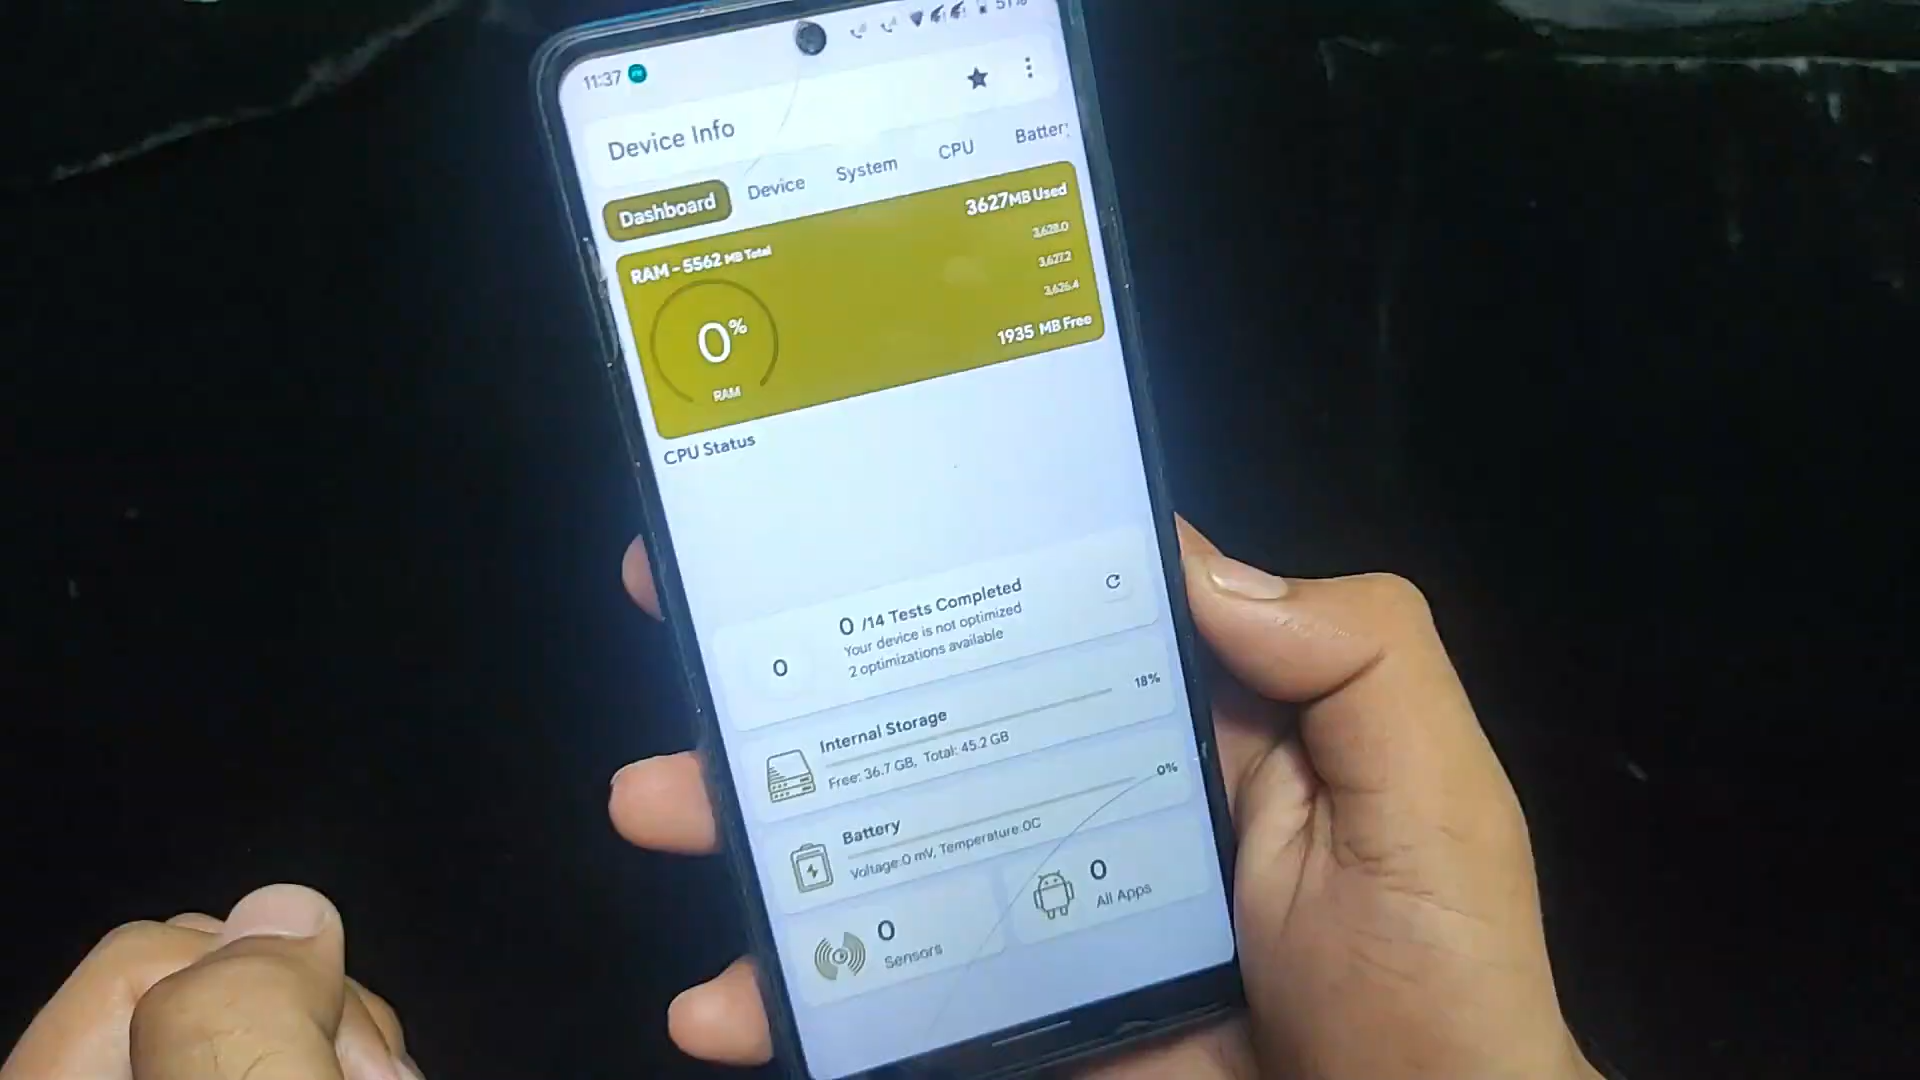 11:37
51%
Device Info
Dashboard
Device
System
CPU
Batter
RAM - 5562 MB Total
3627MB Used
3,628.0
3,627.2
3,626.4
0%
RAM
1935 MB Free
CPU Status
0 /14 Tests Completed
Your device is not optimized
2 optimizations available
0
Internal Storage
18%
Free: 36.7 GB, Total: 45.2 GB
Battery
0%
Voltage:0 mV, Temperature:0C
0
Sensors
0
All Apps